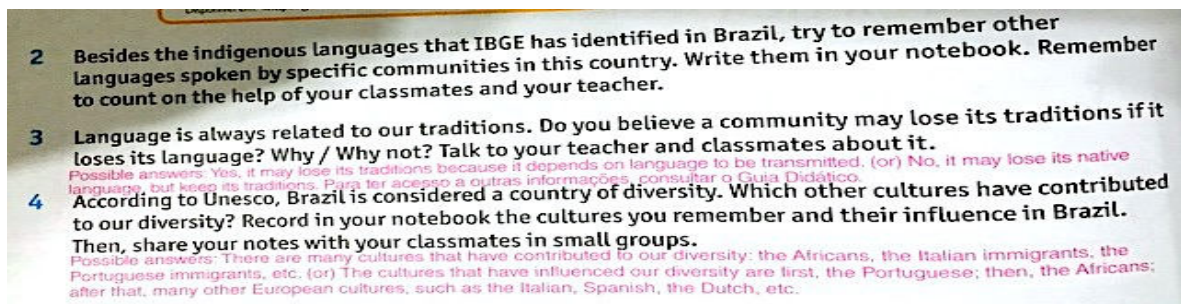 2 Besides the indigenous languages that IBGE has identified in Brazil, try to remember other
languages spoken by specific communities in this country. Write them in your notebook. Remember
to count on the help of your classmates and your teacher.
3 Language is always related to our traditions. Do you believe a community may lose its traditions if it
loses its language? Why / Why not? Talk to your teacher and classmates about it.
Possible answers: Yes, it may lose its traditions because it depends on language to be transmitted. (or) No, it may lose its native
language, but keep its traditions. Para ter acesso a outras informações, consultar o Guia Didático.
4 According to Unesco, Brazil is considered a country of diversity. Which other cultures have contributed
to our diversity? Record in your notebook the cultures you remember and their influence in Brazil.
Then, share your notes with your classmates in small groups.
Possible answers: There are many cultures that have contributed to our diversity: the Africans, the Italian immigrants, the
Portuguese immigrants, etc. (or) The cultures that have influenced our diversity are first, the Portuguese; then, the Africans;
after that, many other European cultures, such as the Italian, Spanish, the Dutch, etc.